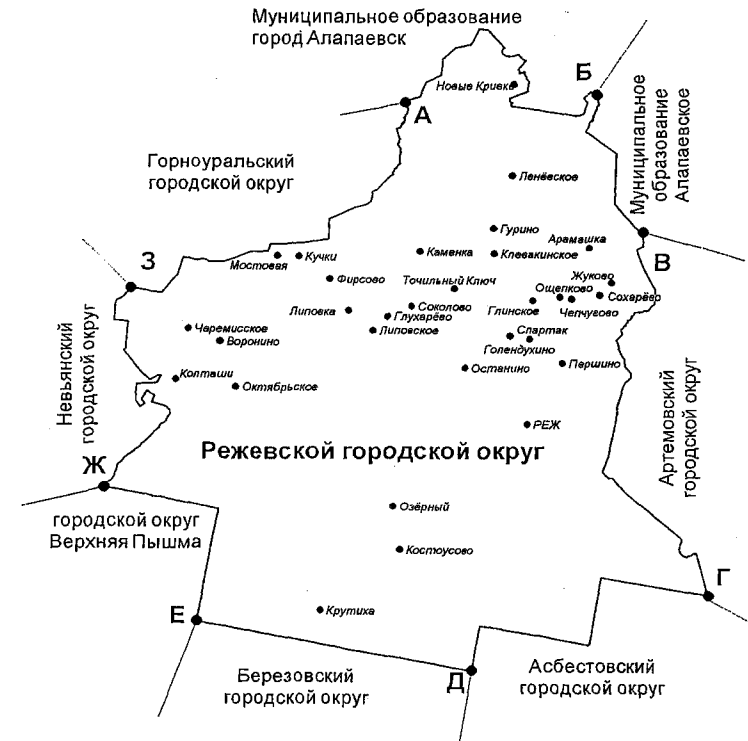 Муниципальное образование
город Алапаевск
Б
Новые Кривки
А
Муниципальное
образование
Алапаевское
Горноуральский
городской округ
Ленёвское
Гурино
Арамашка
Каменка
Клевакинское
В
З
Мостовая
Кучки
Фирсово
Точильный Ключ
Жуково
Ощепково
Сохарёво
Липовка
Соколово
Глинское
Чепчугово
Глухарёво
Невьянский
городской округ
Чаремисское
Липовское
Спартак
Воронино
Голендухино
Колташи
Останино
Першино
Октябрьское
Артемовский
городской округ
РЕЖ
Режевской городской округ
Ж
Озёрный
городской округ
Верхняя Пышма
Костоусово
Г
Е
Крутиха
Березовский
городской округ
Д
Асбестовский
городской округ